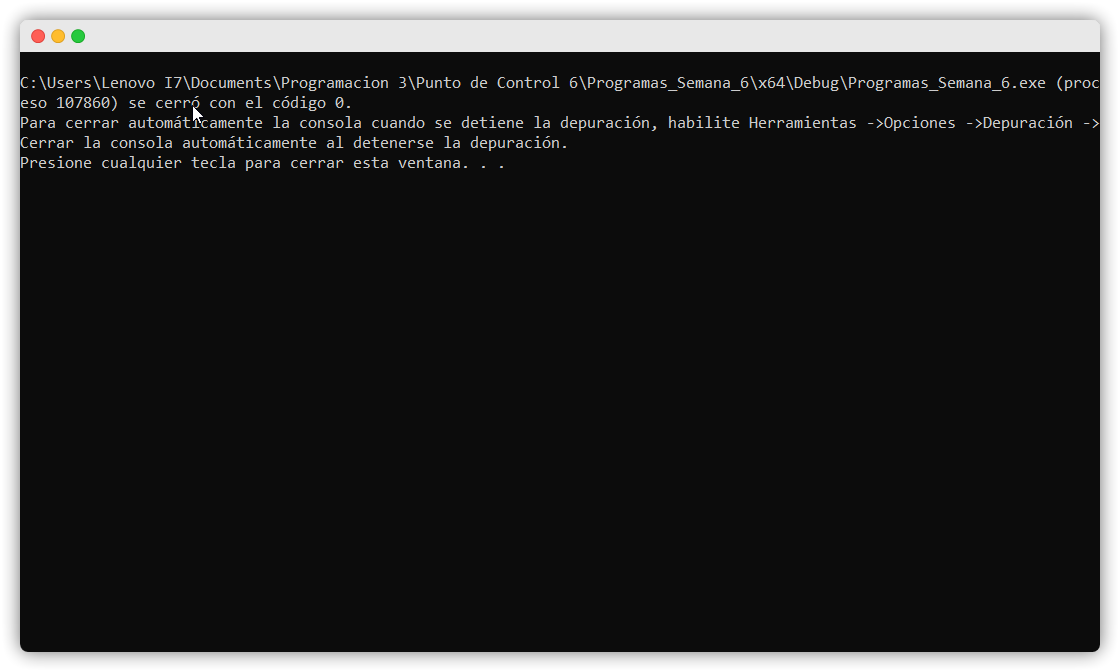 C:\Users\Lenovo I7\Documents\Programacion 3\Punto de Control 6\Programas_Semana_6\x64\Debug\Programas_Semana_6.exe (proc
eso 107860) se cerró con el código 0.
Para cerrar automáticamente la consola cuando se detiene la depuración, habilite Herramientas ->Opciones ->Depuración ->
Cerrar la consola automáticamente al detenerse la depuración.
Presione cualquier tecla para cerrar esta ventana. . .